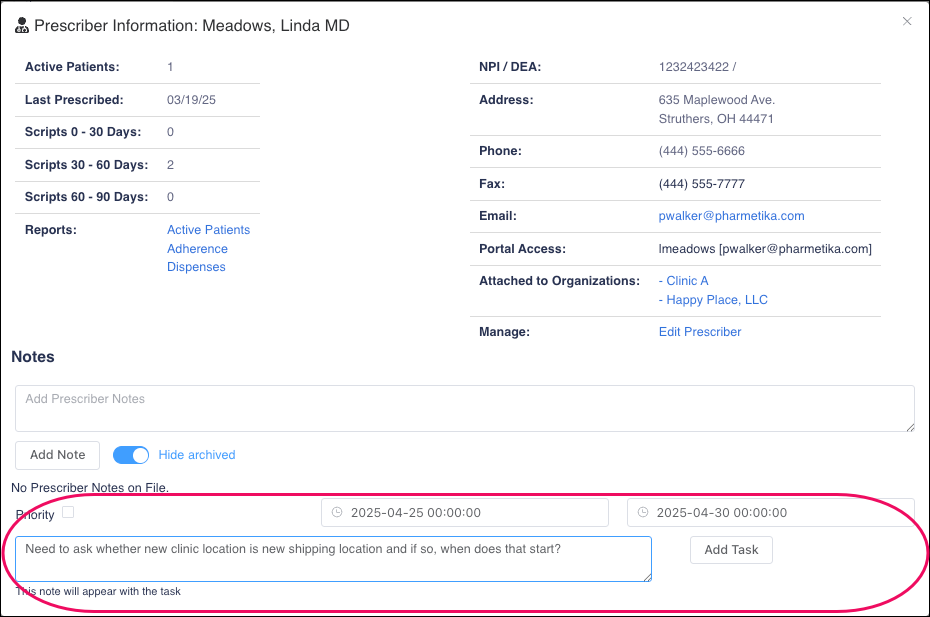 Prescriber Information: Meadows, Linda MD
Active Patients: 1
Last Prescribed: 03/19/25
Scripts 0 - 30 Days: 0
Scripts 30 - 60 Days: 2
Scripts 60 - 90 Days: 0
Reports: Active Patients
Adherence
Dispenses
NPI / DEA: 1232423422 /
Address: 635 Maplewood Ave.
Struthers, OH 44471
Phone: (444) 555-6666
Fax: (444) 555-7777
Email: pwalker@pharmetika.com
Portal Access: lmeadows [pwalker@pharmetika.com]
Attached to Organizations: - Clinic A
- Happy Place, LLC
Manage: Edit Prescriber
Notes
Add Prescriber Notes
Add Note Hide archived
No Prescriber Notes on File.
Priority 2025-04-25 00:00:00 2025-04-30 00:00:00
Need to ask whether new clinic location is new shipping location and if so, when does that start?
Add Task
This note will appear with the task